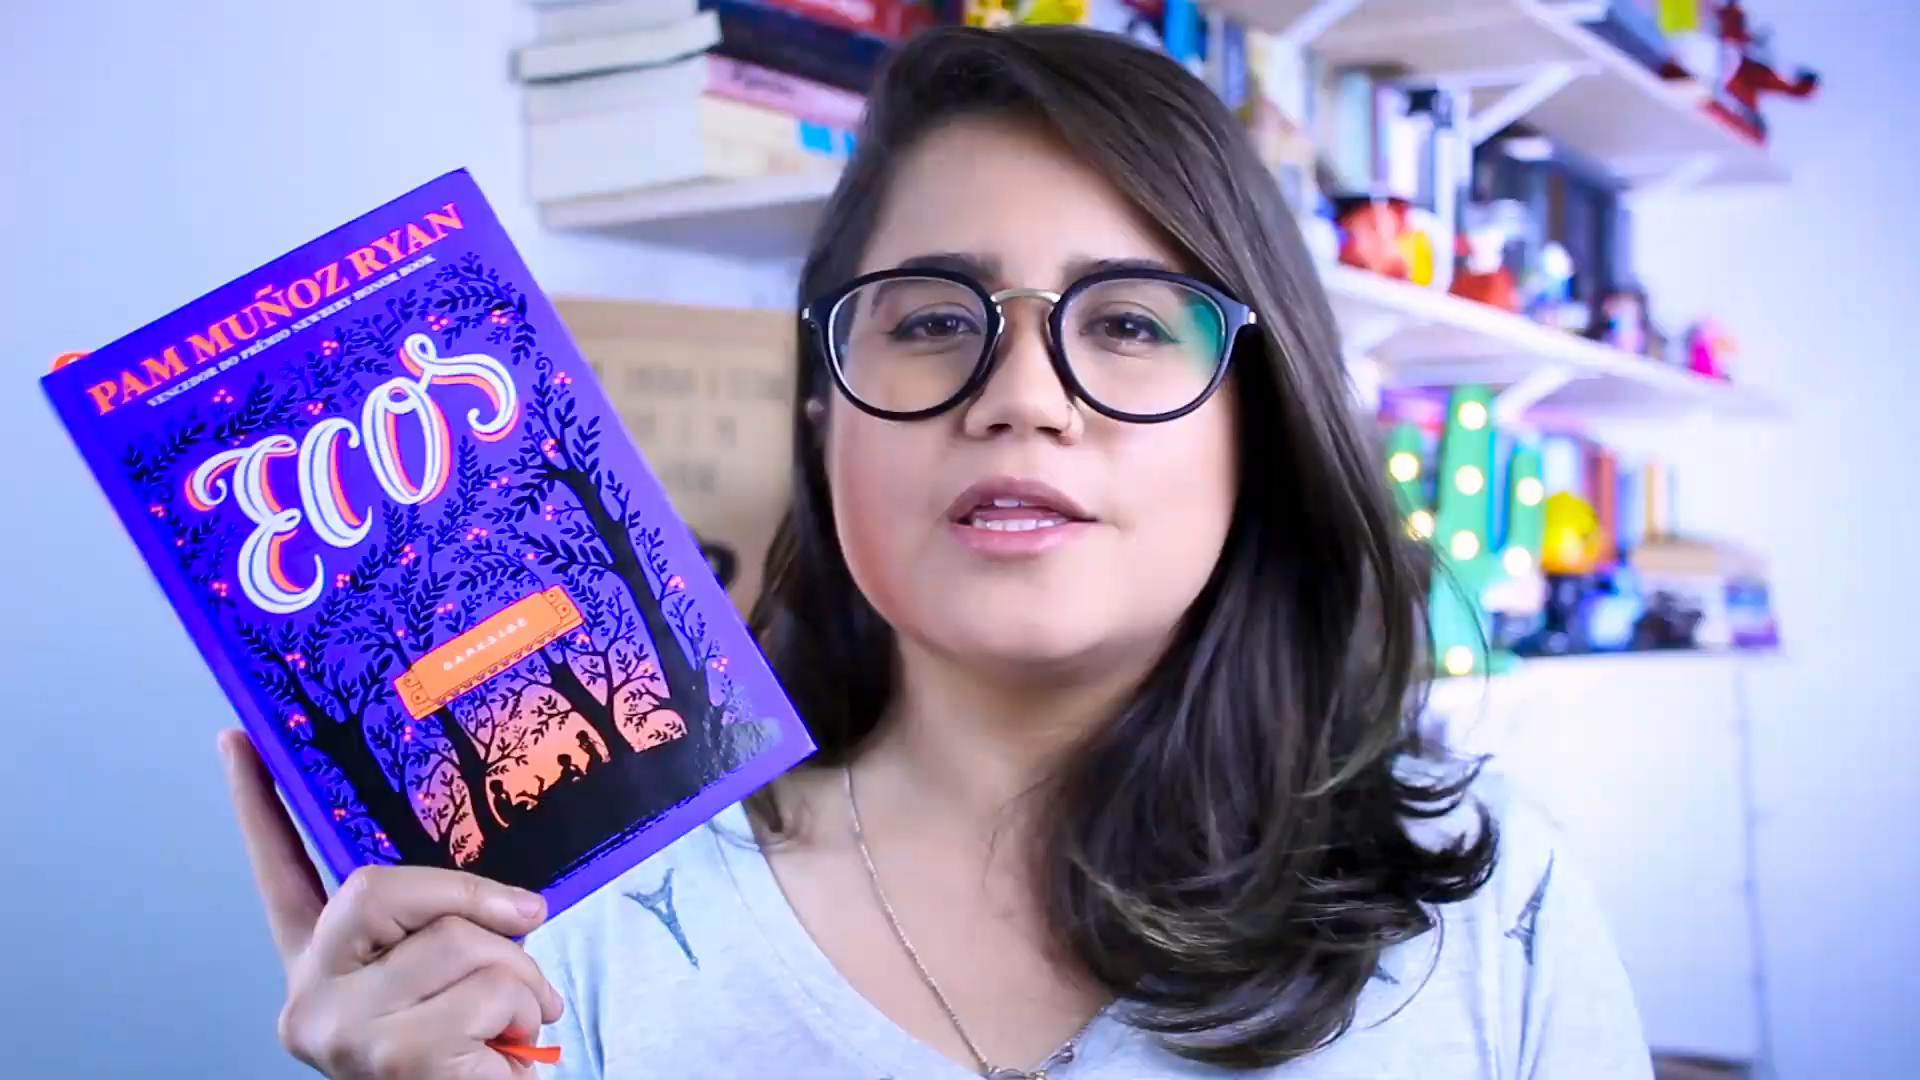 PAM MUÑOZ RYAN
VENCEDOR DO PRÊMIO NEWBERY HONOR BOOK
ECOS
DARKSIDE